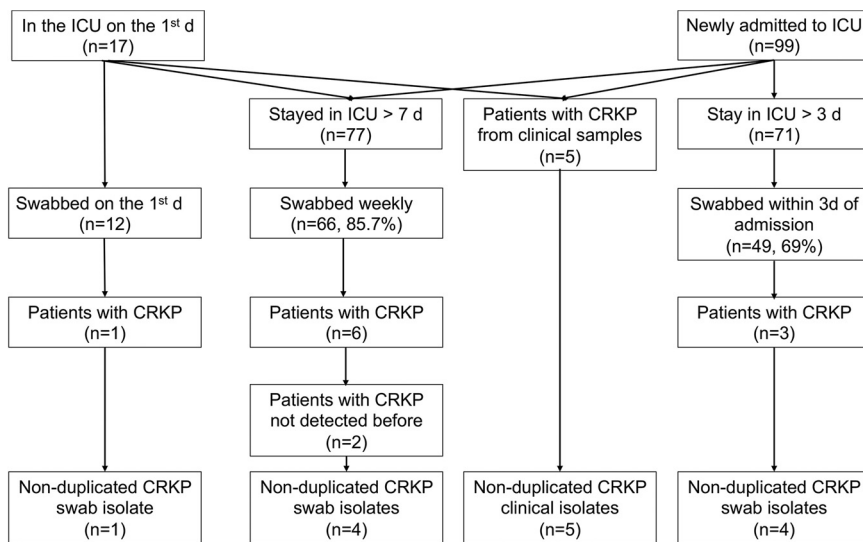 In the ICU on the 1st d
(n=17)
Newly admitted to ICU
(n=99)
Stayed in ICU > 7 d
(n=77)
Patients with CRKP
from clinical samples
(n=5)
Stay in ICU > 3 d
(n=71)
Swabbed on the 1st d
(n=12)
Swabbed weekly
(n=66, 85.7%)
Swabbed within 3d of
admission
(n=49, 69%)
Patients with CRKP
(n=1)
Patients with CRKP
(n=6)
Patients with CRKP
(n=3)
Patients with CRKP
not detected before
(n=2)
Non-duplicated CRKP
swab isolate
(n=1)
Non-duplicated CRKP
swab isolates
(n=4)
Non-duplicated CRKP
clinical isolates
(n=5)
Non-duplicated CRKP
swab isolates
(n=4)